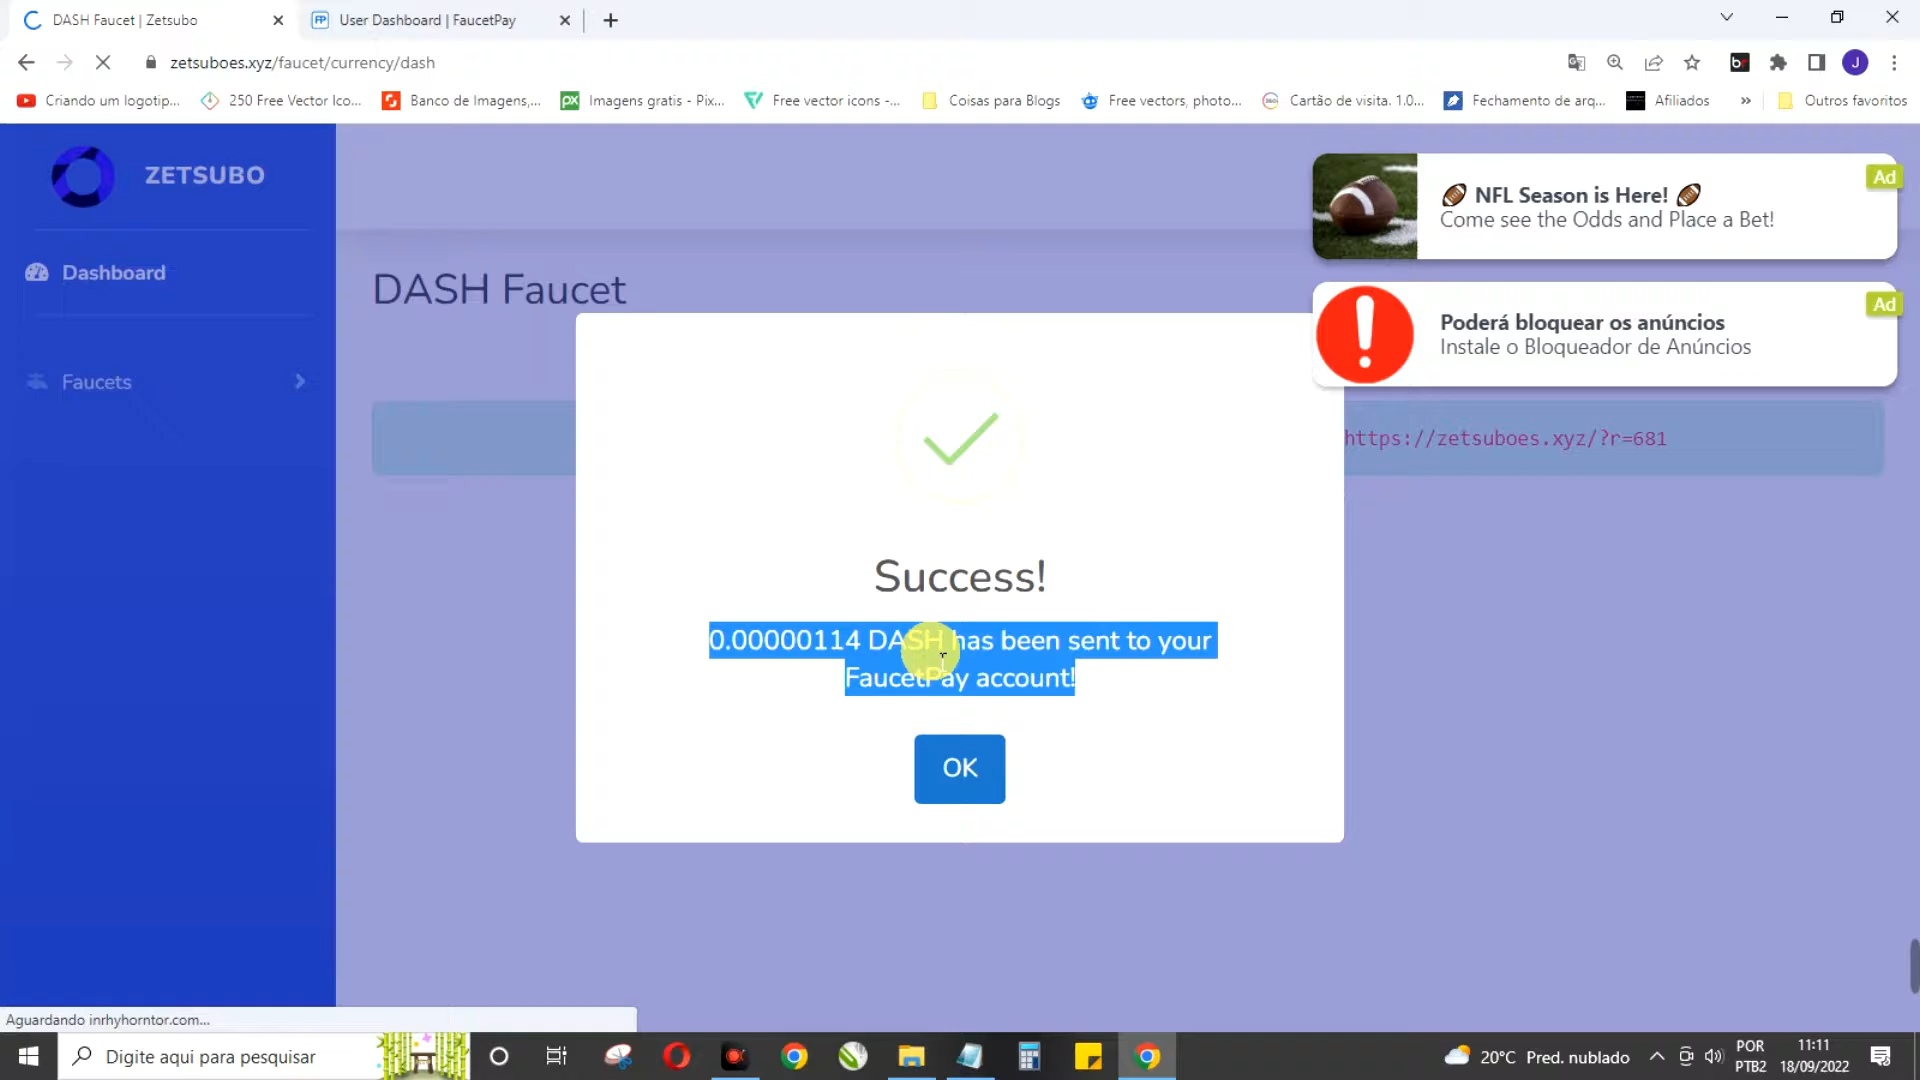 DASH Faucet | Zetsubo
FP
User Dashboard | FaucetPay
zetsuboes.xyz/faucet/currency/dash
J
Criando um logotip...
250 Free Vector Ico...
Banco de Imagens,...
px
Imagens gratis - Pix...
Free vector icons -...
Coisas para Blogs
Free vectors, photo...
Cartão de visita. 1.0...
Fechamento de arq...
Afiliados
»
Outros favoritos
ZETSUBO
Dashboard
Faucets
DASH Faucet
NFL Season is Here!
Come see the Odds and Place a Bet!
Ad
Poderá bloquear os anúncios
Instale o Bloqueador de Anúncios
Ad
https://zetsuboes.xyz/?r=681
Success!
0.00000114 DASH has been sent to your
FaucetPay account!
OK
Aguardando inrhyhorntor.com...
Digite aqui para pesquisar
20°C Pred. nublado
POR
PTB2
11:11
18/09/2022